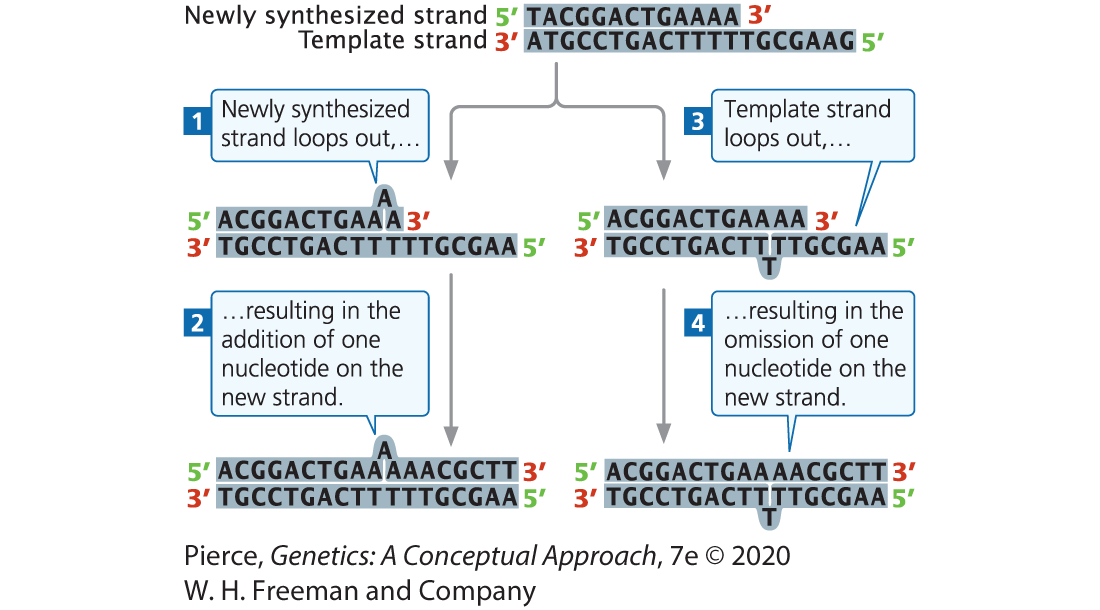 Newly synthesized strand 5′ TACGGACTGAAAA 3′
Template strand 3′ ATGCCTGACTTTTTGCGAAG 5′
1 Newly synthesized
strand loops out,…
3 Template strand
loops out,…
A
5′ ACGGACTGAAA 3′
3′ TGCCTGACTTTTTGCGAA 5′
5′ ACGGACTGAAAA 3′
3′ TGCCTGACTTTTGCGAA 5′
T
2 …resulting in the
addition of one
nucleotide on the
new strand.
4 …resulting in the
omission of one
nucleotide on the
new strand.
A
5′ ACGGACTGAAAAACGCTT 3′
3′ TGCCTGACTTTTTGCGAA 5′
5′ ACGGACTGAAAACGCTT 3′
3′ TGCCTGACTTTTGCGAA 5′
T
Pierce, Genetics: A Conceptual Approach, 7e © 2020
W. H. Freeman and Company